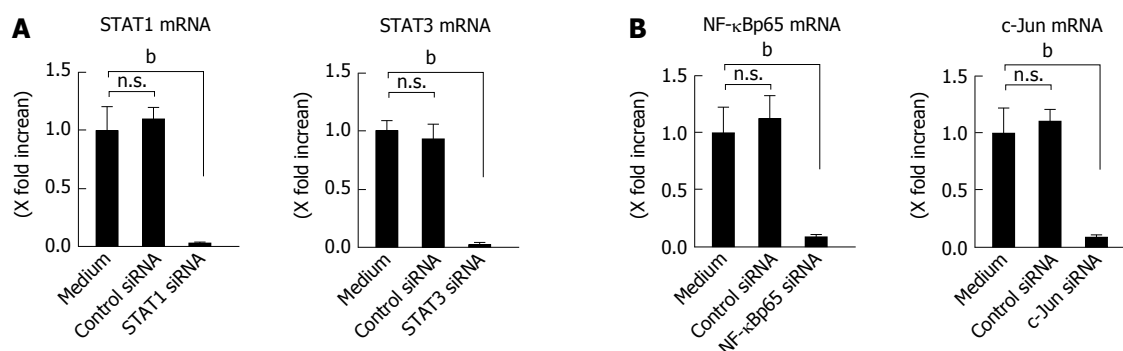 A
STAT1 mRNA
b
n.s.
(X fold increan)
1.5
1.0
0.5
0.0
Medium
Control siRNA
STAT1 siRNA
STAT3 mRNA
b
n.s.
(X fold increan)
1.5
1.0
0.5
0.0
Medium
Control siRNA
STAT3 siRNA
B
NF-κBp65 mRNA
b
n.s.
(X fold increan)
1.5
1.0
0.5
0.0
Medium
Control siRNA
NF-κBp65 siRNA
c-Jun mRNA
b
n.s.
(X fold increan)
1.5
1.0
0.5
0.0
Medium
Control siRNA
c-Jun siRNA